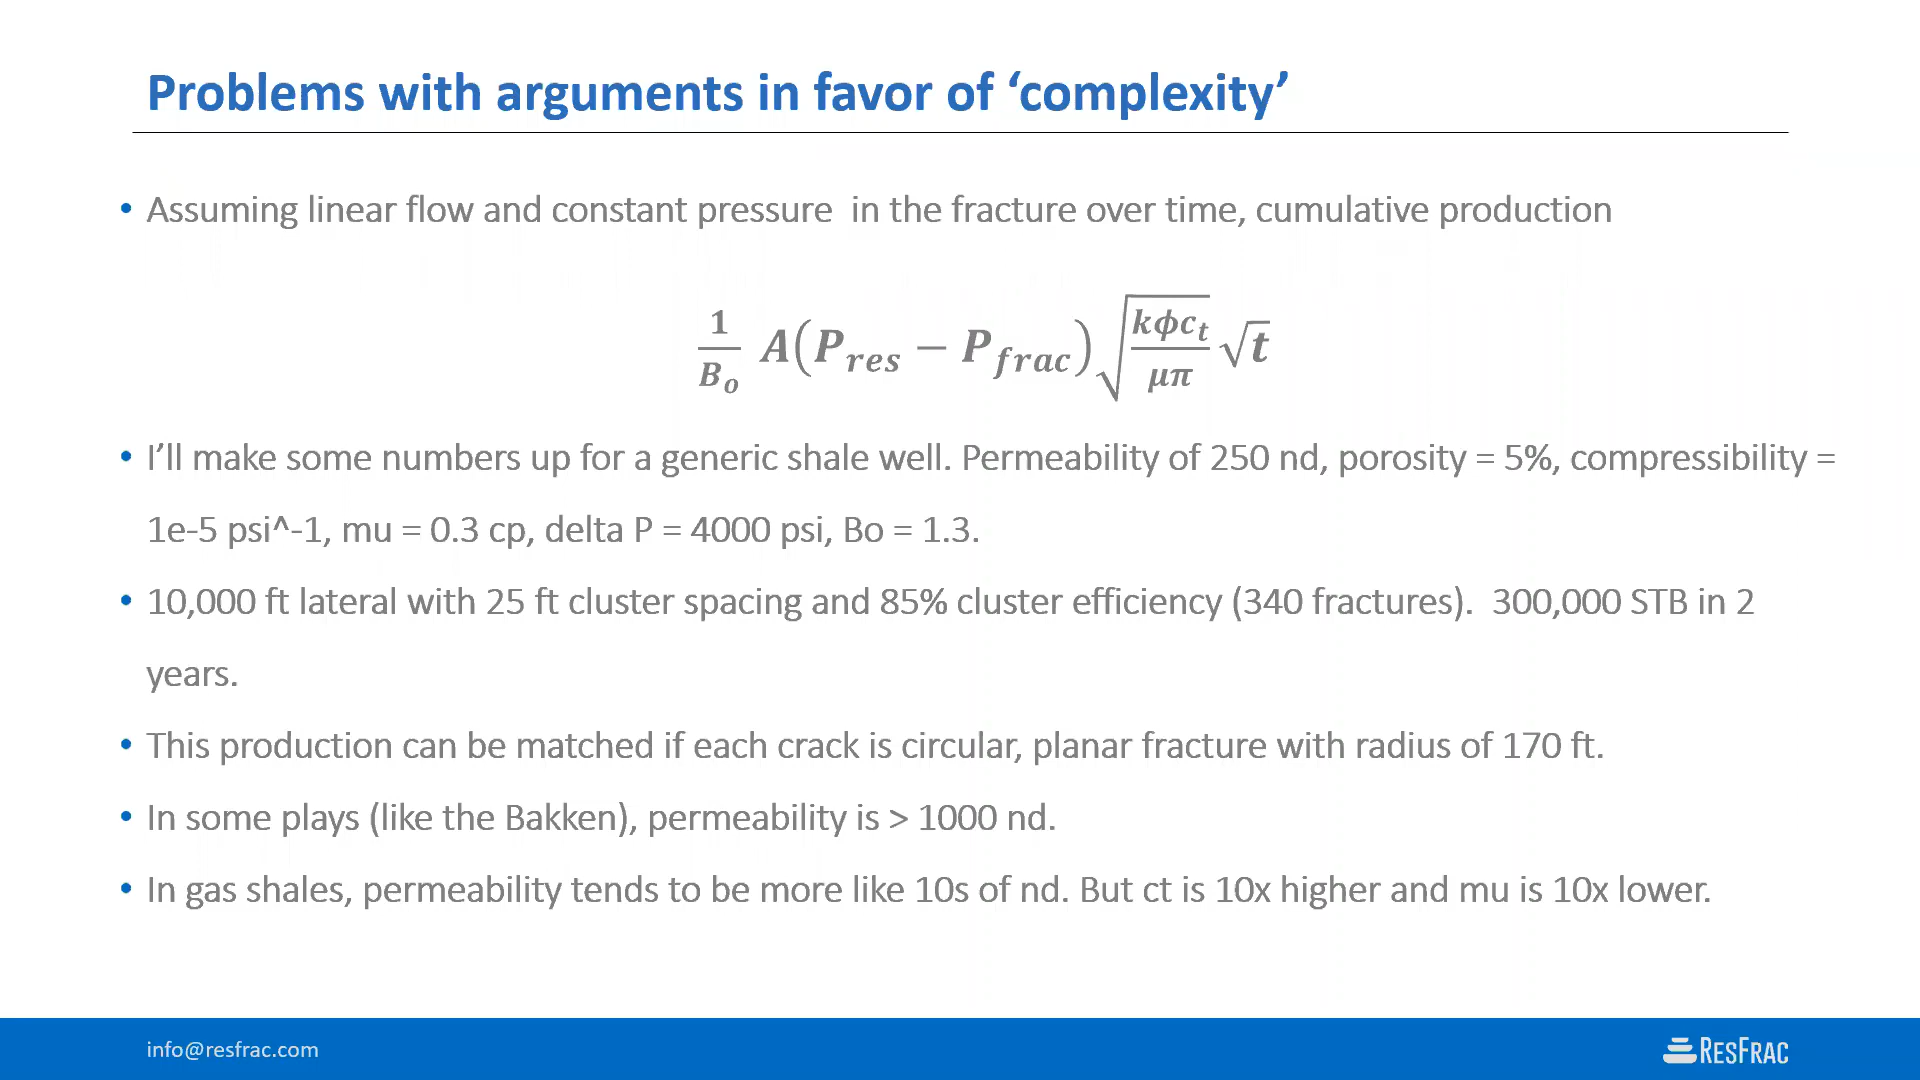 Problems with arguments in favor of ‘complexity’
• Assuming linear flow and constant pressure  in the fracture over time, cumulative production
1/B_o A(P_res − P_frac)√(kϕc_t/μπ)√t
• I’ll make some numbers up for a generic shale well. Permeability of 250 nd, porosity = 5%, compressibility =
1e-5 psi^-1, mu = 0.3 cp, delta P = 4000 psi, Bo = 1.3.
• 10,000 ft lateral with 25 ft cluster spacing and 85% cluster efficiency (340 fractures).  300,000 STB in 2
years.
• This production can be matched if each crack is circular, planar fracture with radius of 170 ft.
• In some plays (like the Bakken), permeability is > 1000 nd.
• In gas shales, permeability tends to be more like 10s of nd. But ct is 10x higher and mu is 10x lower.
info@resfrac.com
RESFRAC